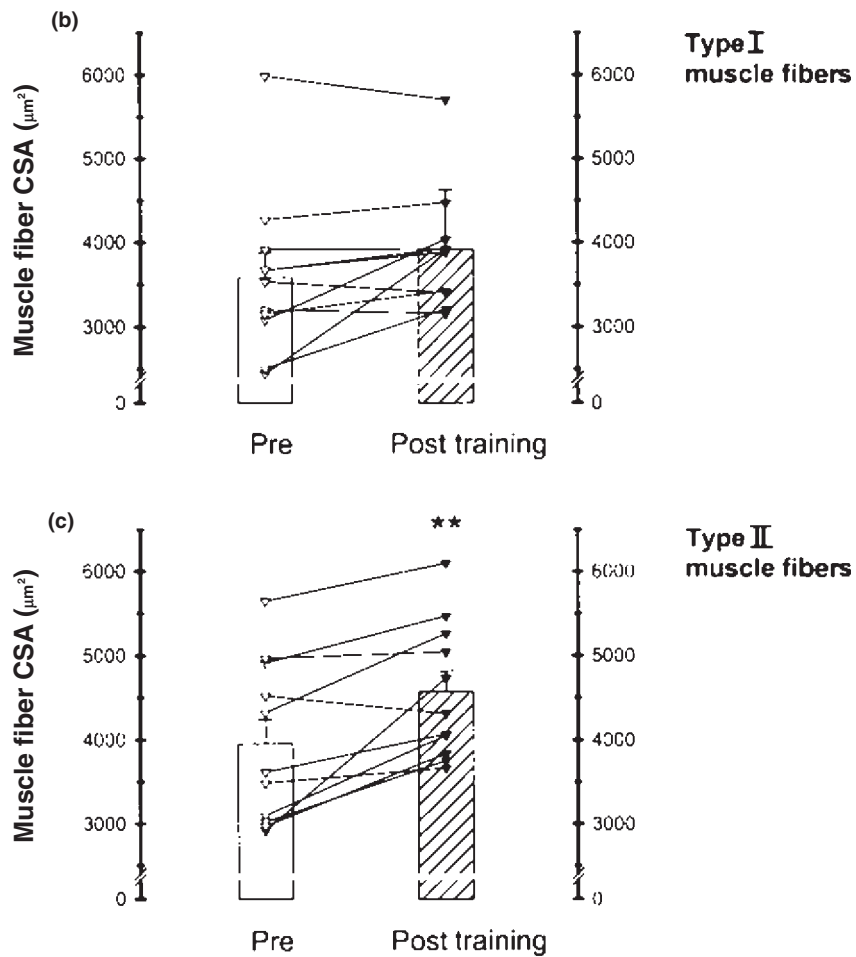 (b)
Type I
muscle fibers
Muscle fiber CSA (μm²)
6000
5000
4000
3000
0
6000
5000
4000
3000
0
Pre
Post training
(c)
**
Type II
muscle fibers
Muscle fiber CSA (μm²)
6000
5000
4000
3000
0
6000
5000
4000
3000
0
Pre
Post training